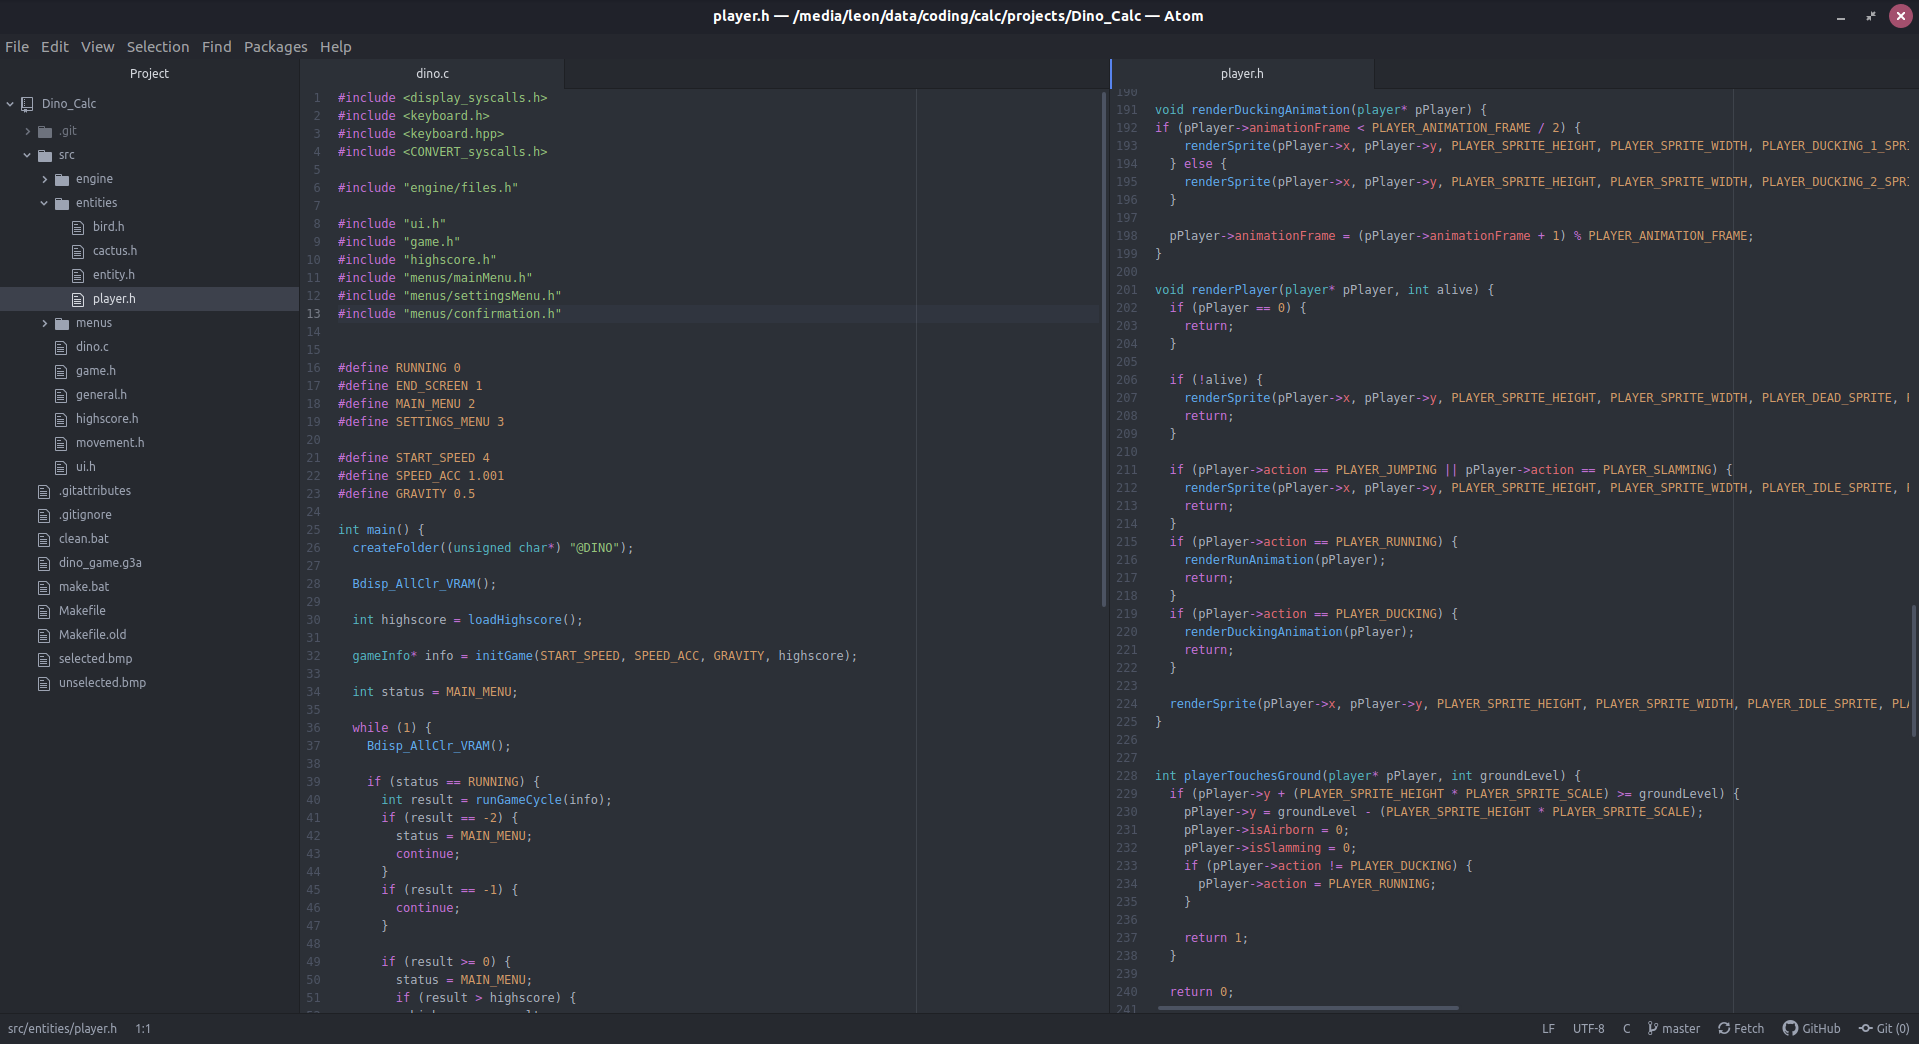 player.h — /media/leon/data/coding/calc/projects/Dino_Calc — Atom
File Edit View Selection Find Packages Help
Project
Dino_Calc
.git
src
engine
entities
bird.h
cactus.h
entity.h
player.h
menus
dino.c
game.h
general.h
highscore.h
movement.h
ui.h
.gitattributes
.gitignore
clean.bat
dino_game.g3a
make.bat
Makefile
Makefile.old
selected.bmp
unselected.bmp
dino.c
1 #include <display_syscalls.h>
2 #include <keyboard.h>
3 #include <keyboard.hpp>
4 #include <CONVERT_syscalls.h>
5
6 #include "engine/files.h"
7
8 #include "ui.h"
9 #include "game.h"
10 #include "highscore.h"
11 #include "menus/mainMenu.h"
12 #include "menus/settingsMenu.h"
13 #include "menus/confirmation.h"
14
15
16 #define RUNNING 0
17 #define END_SCREEN 1
18 #define MAIN_MENU 2
19 #define SETTINGS_MENU 3
20
21 #define START_SPEED 4
22 #define SPEED_ACC 1.001
23 #define GRAVITY 0.5
24
25 int main() {
26 createFolder((unsigned char*) "@DINO");
27
28 Bdisp_AllClr_VRAM();
29
30 int highscore = loadHighscore();
31
32 gameInfo* info = initGame(START_SPEED, SPEED_ACC, GRAVITY, highscore);
33
34 int status = MAIN_MENU;
35
36 while (1) {
37 Bdisp_AllClr_VRAM();
38
39 if (status == RUNNING) {
40 int result = runGameCycle(info);
41 if (result == -2) {
42 status = MAIN_MENU;
43 continue;
44 }
45 if (result == -1) {
46 continue;
47 }
48
49 if (result >= 0) {
50 status = MAIN_MENU;
51 if (result > highscore) {
player.h
190
191 void renderDuckingAnimation(player* pPlayer) {
192 if (pPlayer->animationFrame < PLAYER_ANIMATION_FRAME / 2) {
193 renderSprite(pPlayer->x, pPlayer->y, PLAYER_SPRITE_HEIGHT, PLAYER_SPRITE_WIDTH, PLAYER_DUCKING_1_SPRI
194 } else {
195 renderSprite(pPlayer->x, pPlayer->y, PLAYER_SPRITE_HEIGHT, PLAYER_SPRITE_WIDTH, PLAYER_DUCKING_2_SPRI
196 }
197
198 pPlayer->animationFrame = (pPlayer->animationFrame + 1) % PLAYER_ANIMATION_FRAME;
199 }
200
201 void renderPlayer(player* pPlayer, int alive) {
202 if (pPlayer == 0) {
203 return;
204 }
205
206 if (!alive) {
207 renderSprite(pPlayer->x, pPlayer->y, PLAYER_SPRITE_HEIGHT, PLAYER_SPRITE_WIDTH, PLAYER_DEAD_SPRITE,
208 return;
209 }
210
211 if (pPlayer->action == PLAYER_JUMPING || pPlayer->action == PLAYER_SLAMMING) {
212 renderSprite(pPlayer->x, pPlayer->y, PLAYER_SPRITE_HEIGHT, PLAYER_SPRITE_WIDTH, PLAYER_IDLE_SPRITE,
213 return;
214 }
215 if (pPlayer->action == PLAYER_RUNNING) {
216 renderRunAnimation(pPlayer);
217 return;
218 }
219 if (pPlayer->action == PLAYER_DUCKING) {
220 renderDuckingAnimation(pPlayer);
221 return;
222 }
223
224 renderSprite(pPlayer->x, pPlayer->y, PLAYER_SPRITE_HEIGHT, PLAYER_SPRITE_WIDTH, PLAYER_IDLE_SPRITE, PL
225 }
226
227
228 int playerTouchesGround(player* pPlayer, int groundLevel) {
229 if (pPlayer->y + (PLAYER_SPRITE_HEIGHT * PLAYER_SPRITE_SCALE) >= groundLevel) {
230 pPlayer->y = groundLevel - (PLAYER_SPRITE_HEIGHT * PLAYER_SPRITE_SCALE);
231 pPlayer->isAirborn = 0;
232 pPlayer->isSlamming = 0;
233 if (pPlayer->action != PLAYER_DUCKING) {
234 pPlayer->action = PLAYER_RUNNING;
235 }
236
237 return 1;
238 }
239
240 return 0;
241
src/entities/player.h 1:1
LF UTF-8 C master Fetch GitHub Git (0)